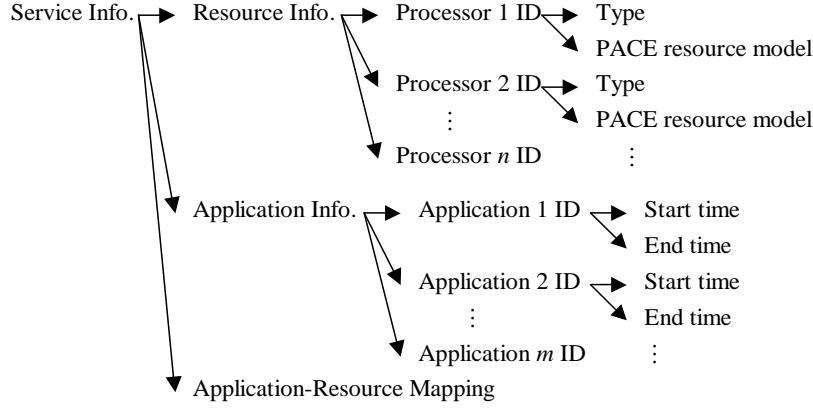 Service Info. Resource Info. Processor 1 ID Type
PACE resource model
Processor 2 ID Type
PACE resource model
⋮
Processor n ID ⋮
Application Info. Application 1 ID Start time
End time
Application 2 ID Start time
End time
⋮
Application m ID ⋮
Application-Resource Mapping